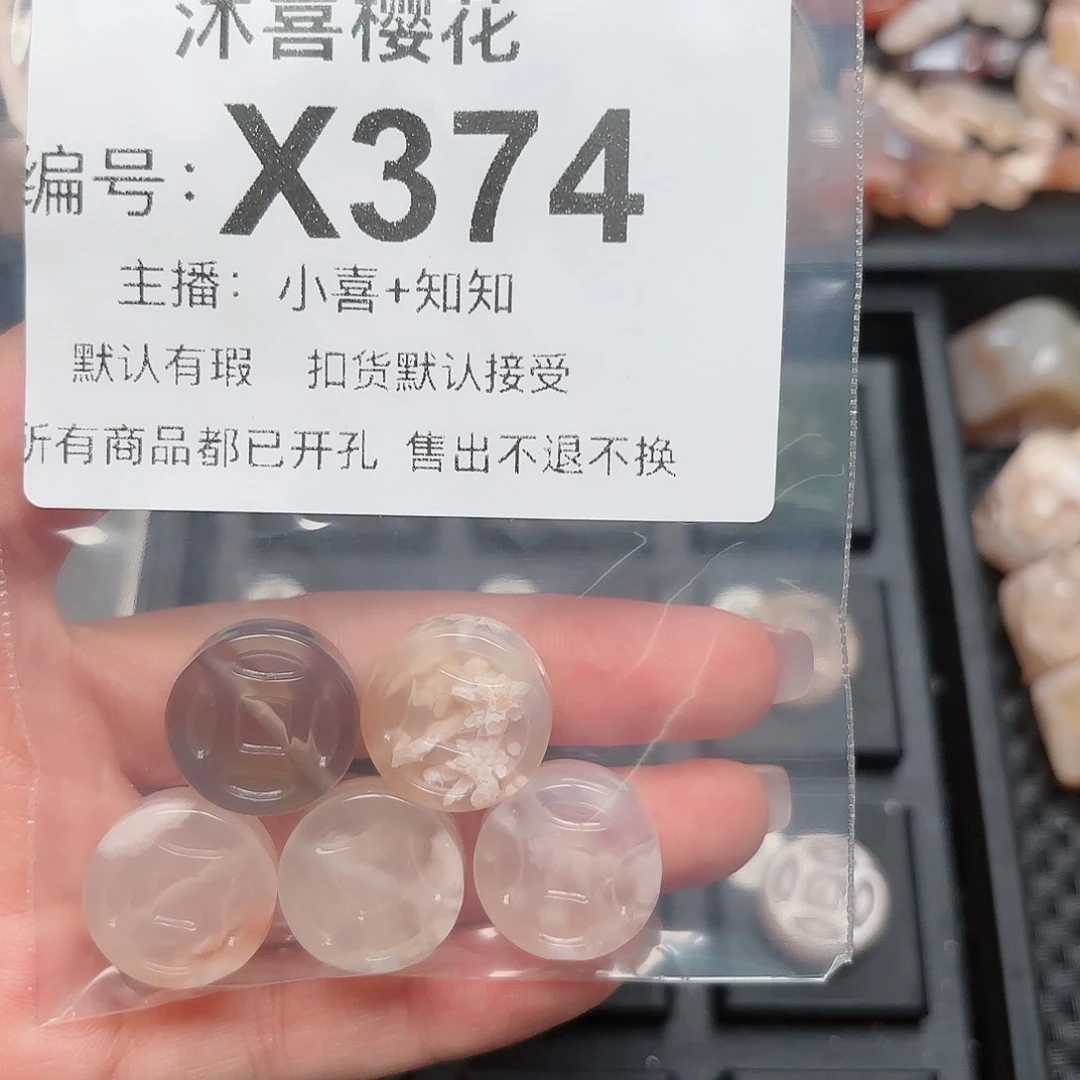 沐喜樱花
编号：X374
主播：小喜+知知
默认有瑕 扣货默认接受
所有商品都已开孔 售出不退不换